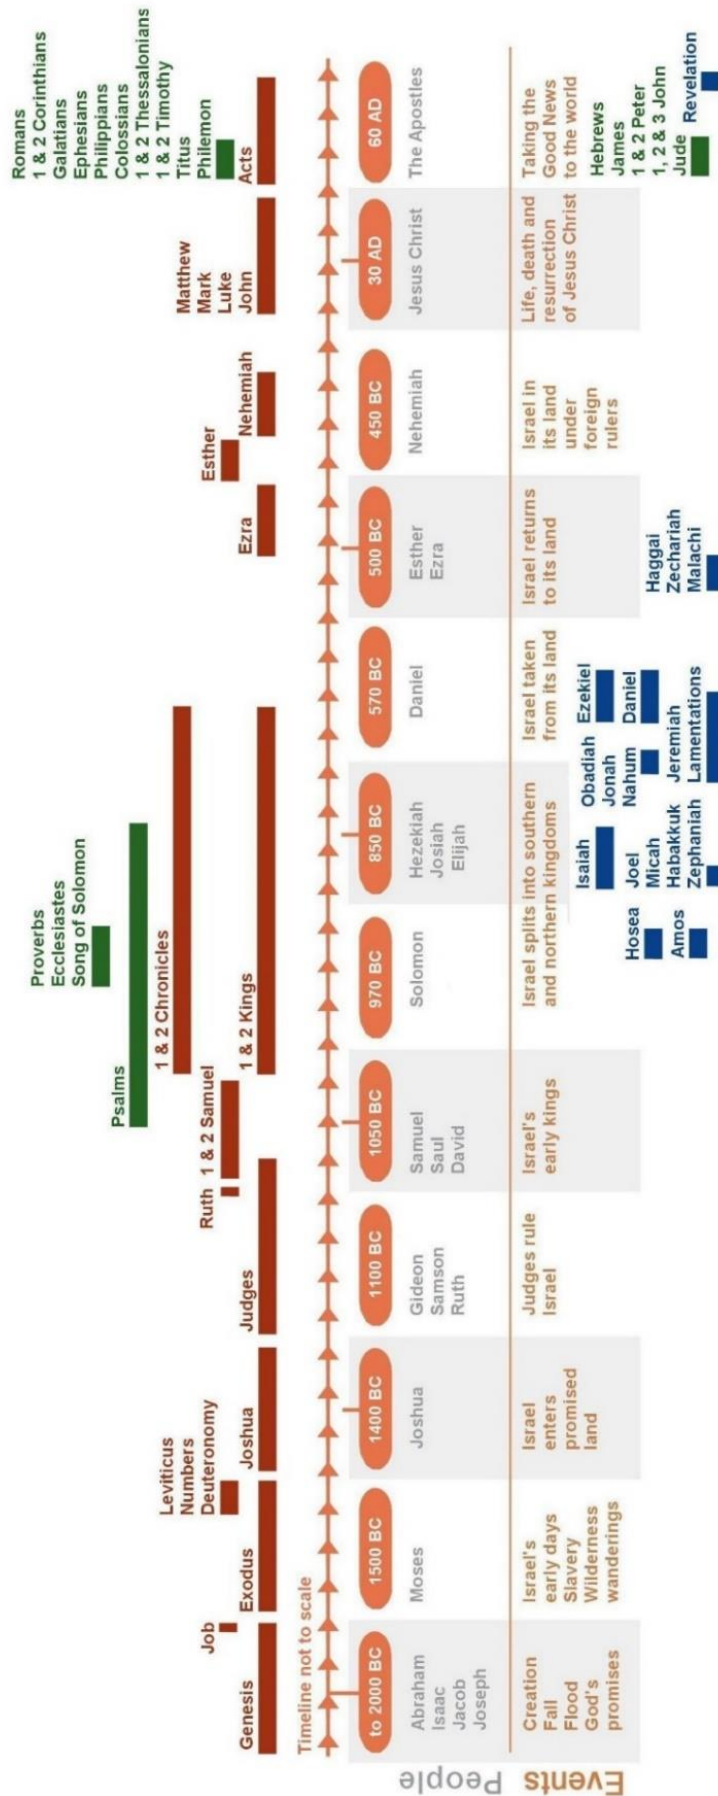 Proverbs
Ecclesiastes
Song of Solomon
Psalms
1 & 2 Chronicles
Romans
1 & 2 Corinthians
Galatians
Ephesians
Philippians
Colossians
1 & 2 Thessalonians
1 & 2 Timothy
Titus
Philemon
Leviticus
Numbers
Deuteronomy
Job
Ruth
1 & 2 Samuel
Esther
Matthew
Mark
Luke
John
Genesis
Exodus
Joshua
Judges
1 & 2 Kings
Ezra
Nehemiah
Acts
Timeline not to scale
to 2000 BC
1500 BC
1400 BC
1100 BC
1050 BC
970 BC
850 BC
570 BC
500 BC
450 BC
30 AD
60 AD
People
Abraham
Isaac
Jacob
Joseph
Moses
Joshua
Gideon
Samson
Ruth
Samuel
Saul
David
Solomon
Hezekiah
Josiah
Elijah
Daniel
Esther
Ezra
Nehemiah
Jesus Christ
The Apostles
Events
Creation
Fall
Flood
God's
promises
Israel's
early days
Slavery
Wilderness
wanderings
Israel
enters
promised
land
Judges rule
Israel
Israel's
early kings
Israel splits into southern
and northern kingdoms
Israel taken
from its land
Israel returns
to its land
Israel in
its land
under
foreign
rulers
Life, death and
resurrection
of Jesus Christ
Taking the
Good News
to the world
Hosea
Amos
Isaiah
Joel
Micah
Habakkuk
Zephaniah
Obadiah
Jonah
Nahum
Jeremiah
Lamentations
Ezekiel
Daniel
Haggai
Zechariah
Malachi
Hebrews
James
1 & 2 Peter
1, 2 & 3 John
Jude
Revelation